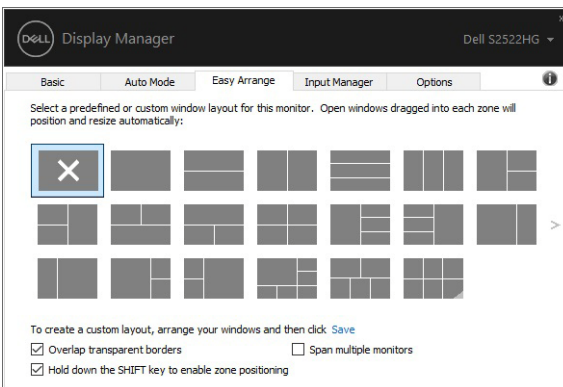 DELL Display Manager Dell S2522HG
Basic Auto Mode Easy Arrange Input Manager Options
Select a predefined or custom window layout for this monitor. Open windows dragged into each zone will
position and resize automatically:
To create a custom layout, arrange your windows and then click Save
Overlap transparent borders Span multiple monitors
Hold down the SHIFT key to enable zone positioning